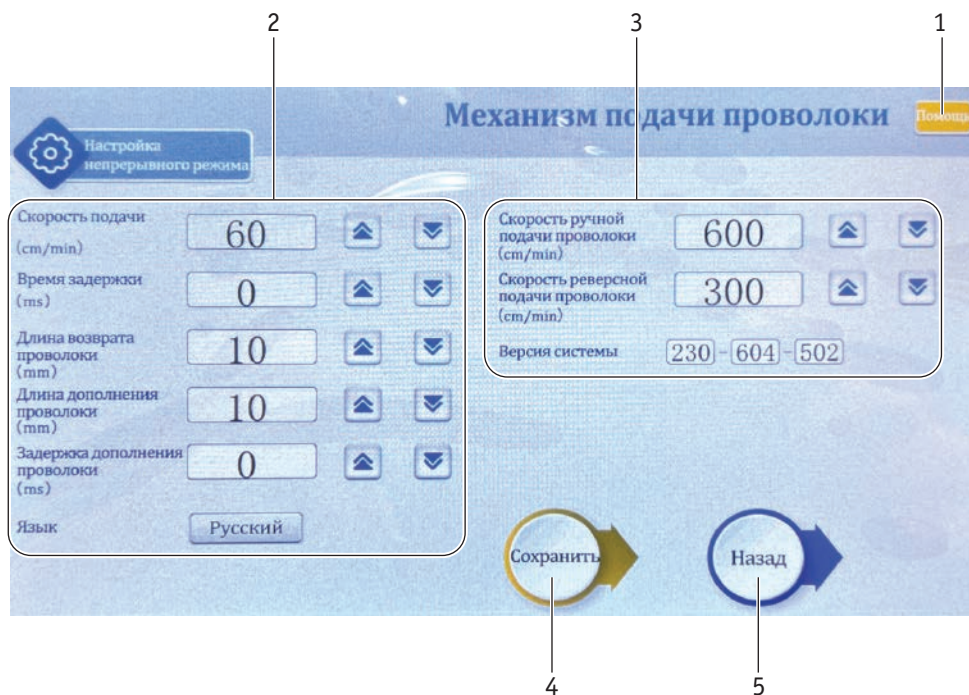 2
3
1
Механизм подачи проволоки
Помощь
Настройка
непрерывного режима
Скорость подачи
(cm/min)
60
Время задержки
(ms)
0
Длина возврата
проволоки
(mm)
10
Длина дополнения
проволоки
(mm)
10
Задержка дополнения
проволоки
(ms)
0
Язык
Русский
Скорость ручной
подачи проволоки
(cm/min)
600
Скорость реверсной
подачи проволоки
(cm/min)
300
Версия системы
230-604-502
Сохранить
Назад
4
5